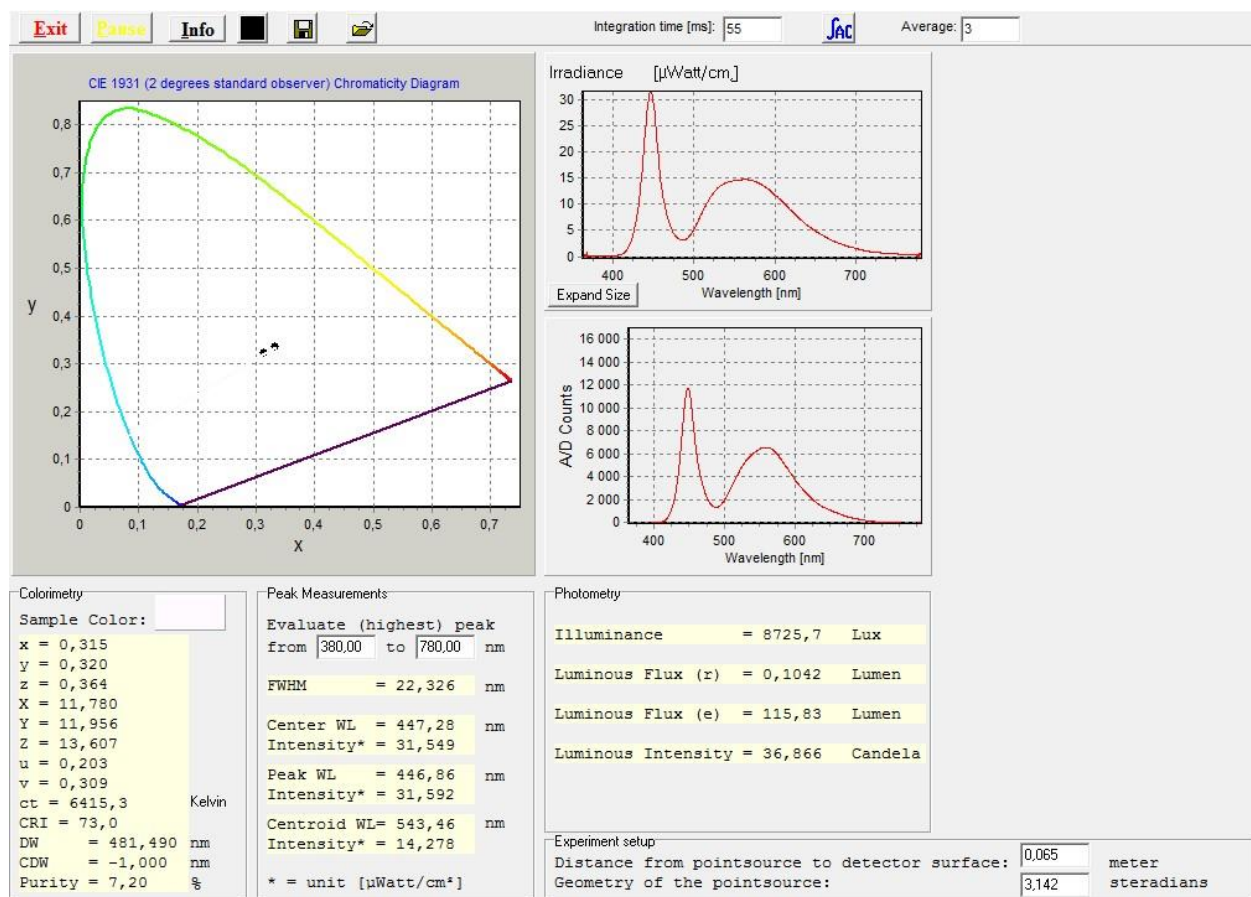 Exit Pause Info Integration time [ms]: 55 SAC Average: 3
CIE 1931 (2 degrees standard observer) Chromaticity Diagram
0,8
0,7
0,6
0,5
y 0,4
0,3
0,2
0,1
0
0 0,1 0,2 0,3 0,4 0,5 0,6 0,7
X
Irradiance [µWatt/cm,]
30
25
20
15
10
5
0
400 500 600 700
Expand Size Wavelength [nm]
A/D Counts
16 000
14 000
12 000
10 000
8 000
6 000
4 000
2 000
0
400 500 600 700
Wavelength [nm]
Colorimetry
Sample Color:
x = 0,315
y = 0,320
z = 0,364
X = 11,780
Y = 11,956
Z = 13,607
u = 0,203
v = 0,309
ct = 6415,3 Kelvin
CRI = 73,0
DW = 481,490 nm
CDW = -1,000 nm
Purity = 7,20 %
Peak Measurements
Evaluate (highest) peak
from 380,00 to 780,00 nm
FWHM = 22,326 nm
Center WL = 447,28 nm
Intensity* = 31,549
Peak WL = 446,86 nm
Intensity* = 31,592
Centroid WL= 543,46 nm
Intensity* = 14,278
* = unit [µWatt/cm²]
Photometry
Illuminance = 8725,7 Lux
Luminous Flux (r) = 0,1042 Lumen
Luminous Flux (e) = 115,83 Lumen
Luminous Intensity = 36,866 Candela
Experiment setup
Distance from pointsource to detector surface: 0,065 meter
Geometry of the pointsource: 3,142 steradians